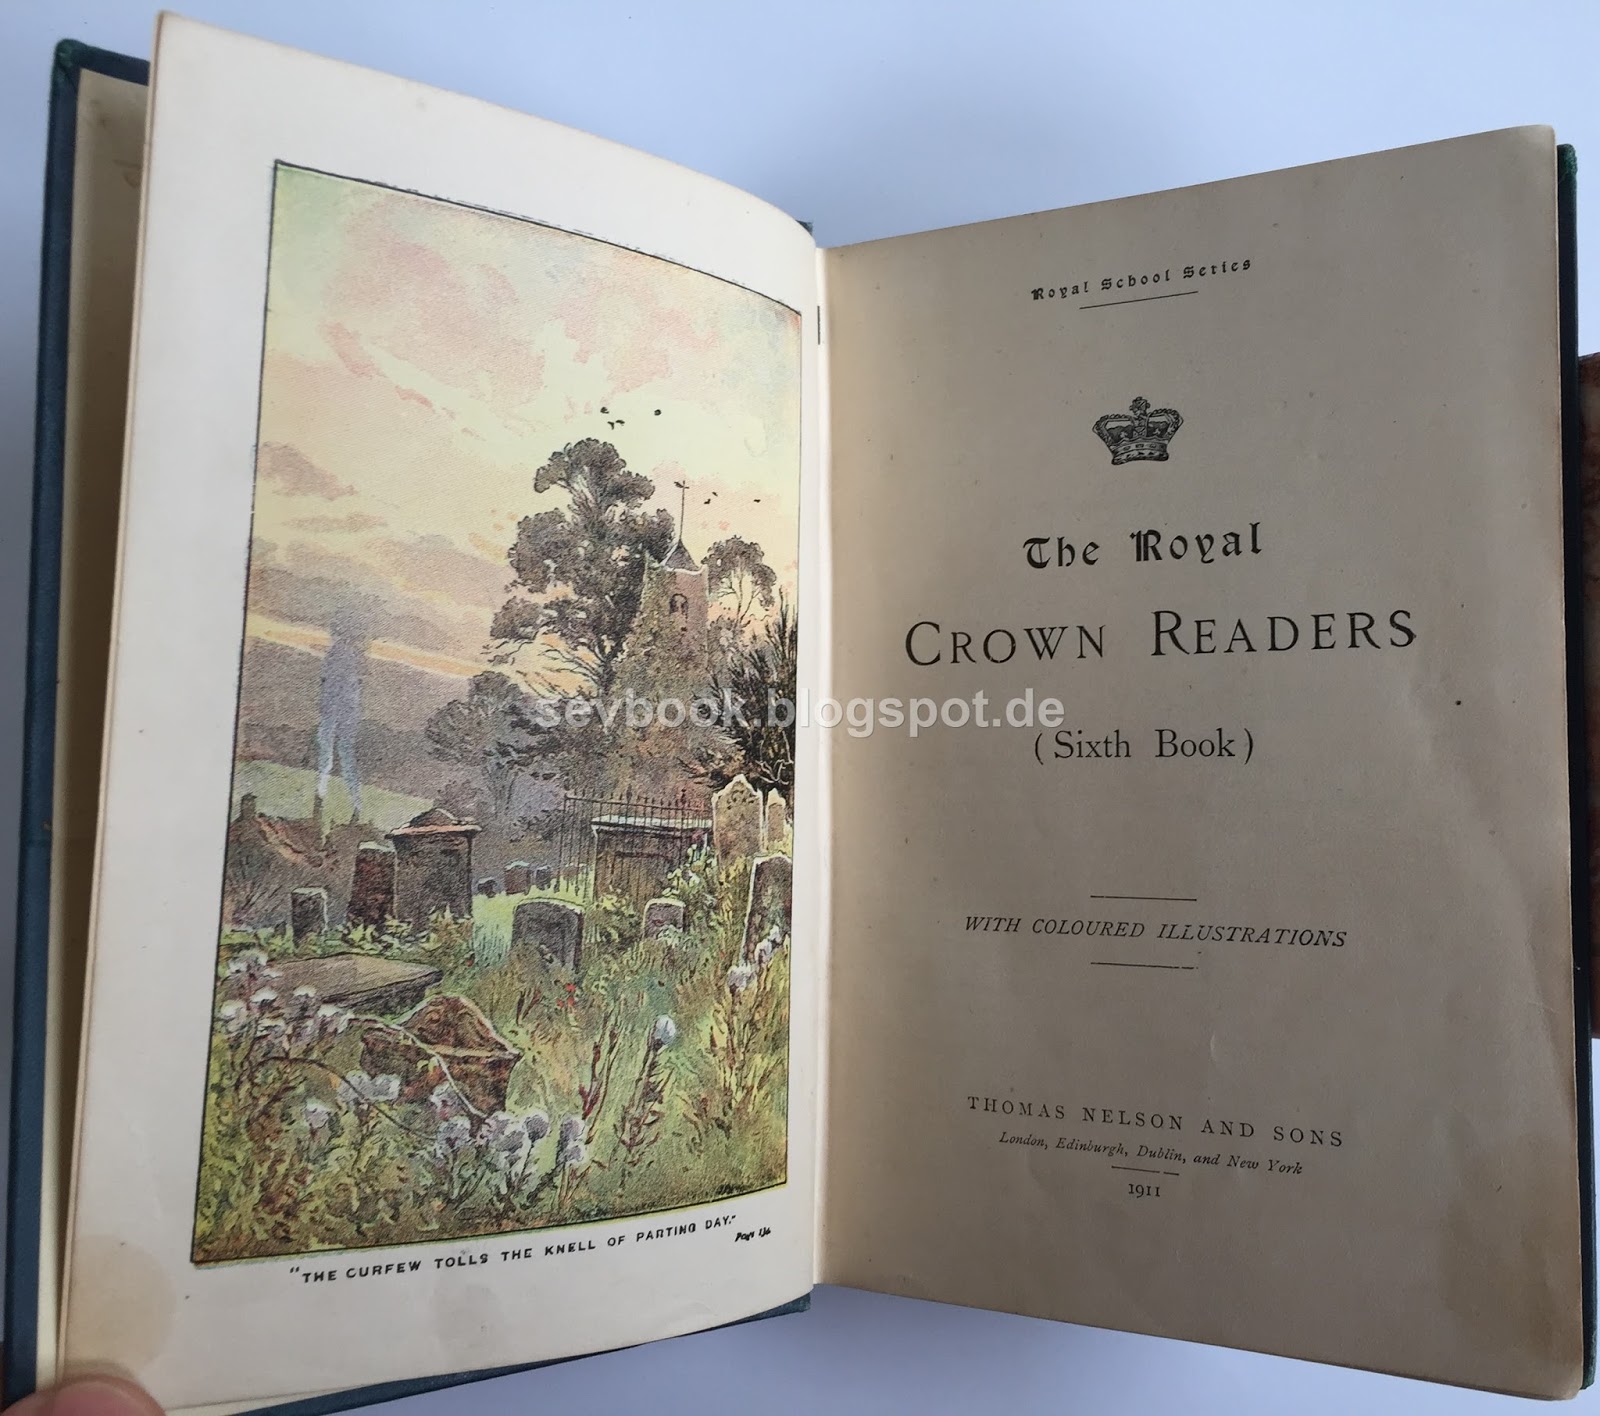 "THE CURFEW TOLLS THE KNELL OF PARTING DAY."
Page
Royal School Series
The Royal
CROWN READERS
(Sixth Book)
WITH COLOURED ILLUSTRATIONS
THOMAS NELSON AND SONS
London, Edinburgh, Dublin, and New York
1911
sevbook.blogspot.de